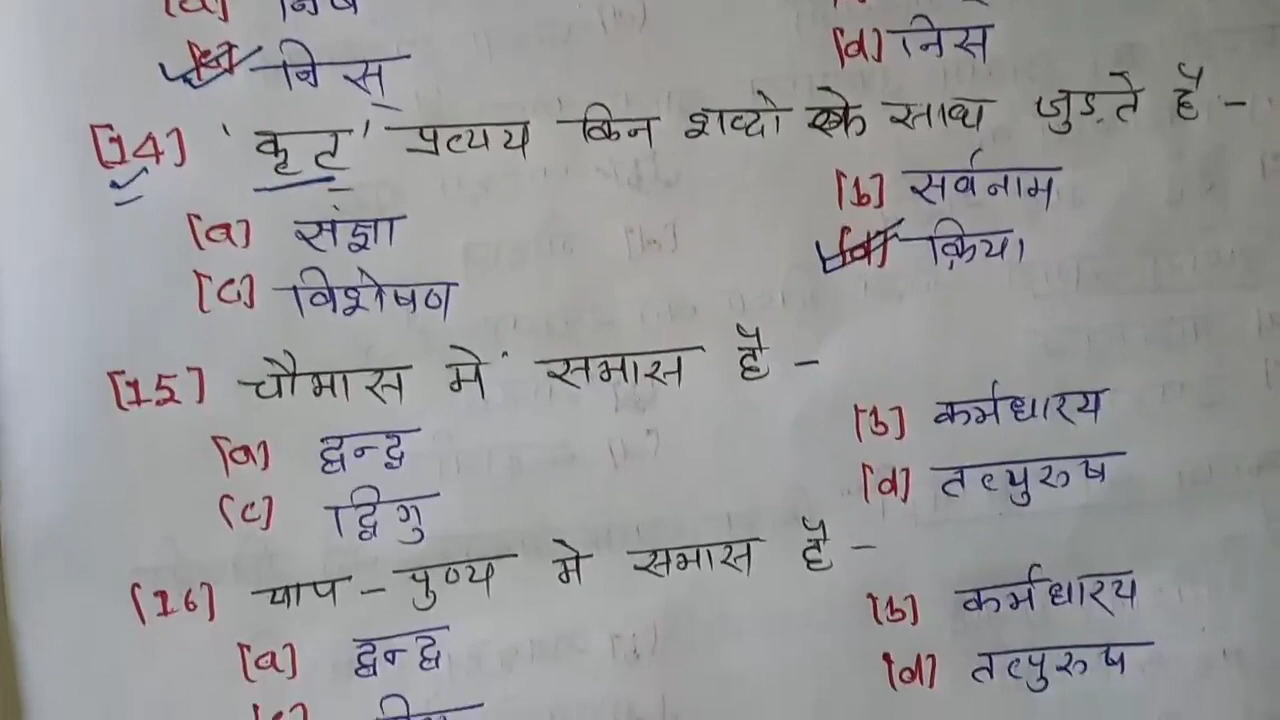 [d] निस
निस्
[14] 'कृत्' प्रत्यय किन शब्दो के साथ जुड़ते है -
[a] संज्ञा [b] सर्वनाम
[c] विशेषण [d] क्रिया
[15] चौमास में समास है -
[a] द्वन्द्व [b] कर्मधारय
[c] द्विगु [d] तत्पुरुष
[16] पाप - पुण्य मे समास है -
[a] द्वन्द्व [b] कर्मधारय
[d] तत्पुरुष